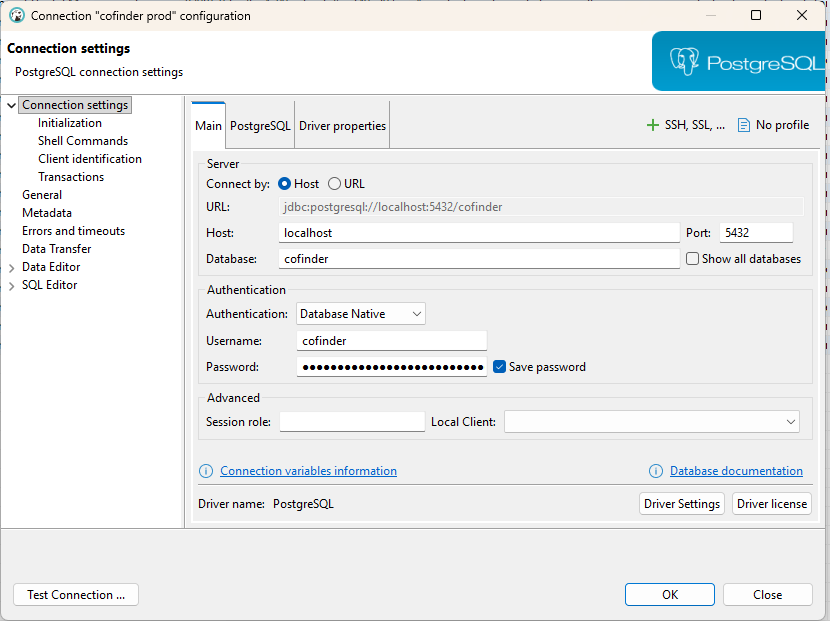 Connection "cofinder prod" configuration
Connection settings
PostgreSQL connection settings
PostgreSQL
Connection settings
Initialization
Shell Commands
Client identification
Transactions
General
Metadata
Errors and timeouts
Data Transfer
Data Editor
SQL Editor
Main PostgreSQL Driver properties
SSH, SSL, ... No profile
Server
Connect by: Host URL
URL: jdbc:postgresql://localhost:5432/cofinder
Host: localhost Port: 5432
Database: cofinder Show all databases
Authentication
Authentication: Database Native
Username: cofinder
Password: Save password
Advanced
Session role: Local Client:
Connection variables information Database documentation
Driver name: PostgreSQL Driver Settings Driver license
Test Connection ... OK Close